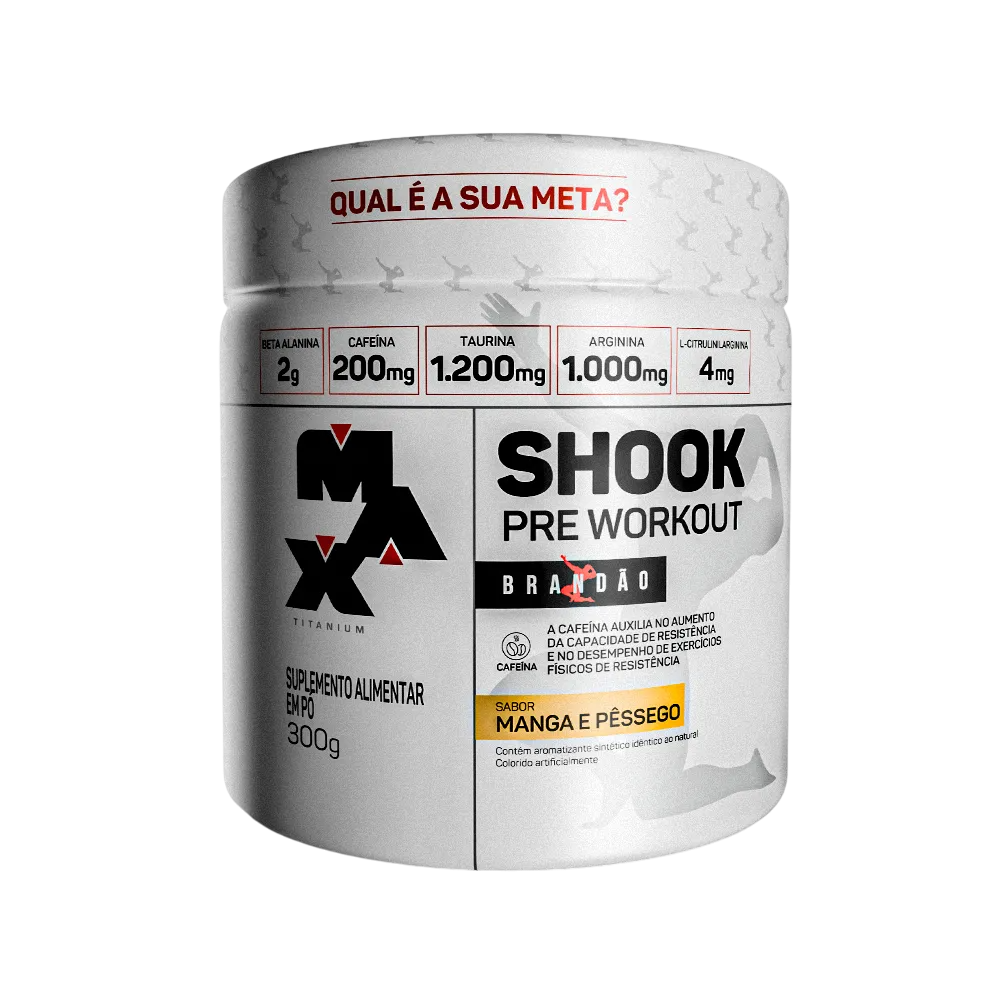 QUAL É A SUA META?
BETA ALANINA
2g
CAFEÍNA
200mg
TAURINA
1.200mg
ARGININA
1.000mg
L-CITRULINILARGININA
4mg
MAX
TITANIUM
SUPLEMENTO ALIMENTAR
EM PÓ
300g
SHOOK
PRE WORKOUT
BRANDÃO
CAFEÍNA
A CAFEÍNA AUXILIA NO AUMENTO
DA CAPACIDADE DE RESISTÊNCIA
E NO DESEMPENHO DE EXERCÍCIOS
FÍSICOS DE RESISTÊNCIA
SABOR
MANGA E PÊSSEGO
Contém aromatizante sintético idêntico ao natural
Colorido artificialmente